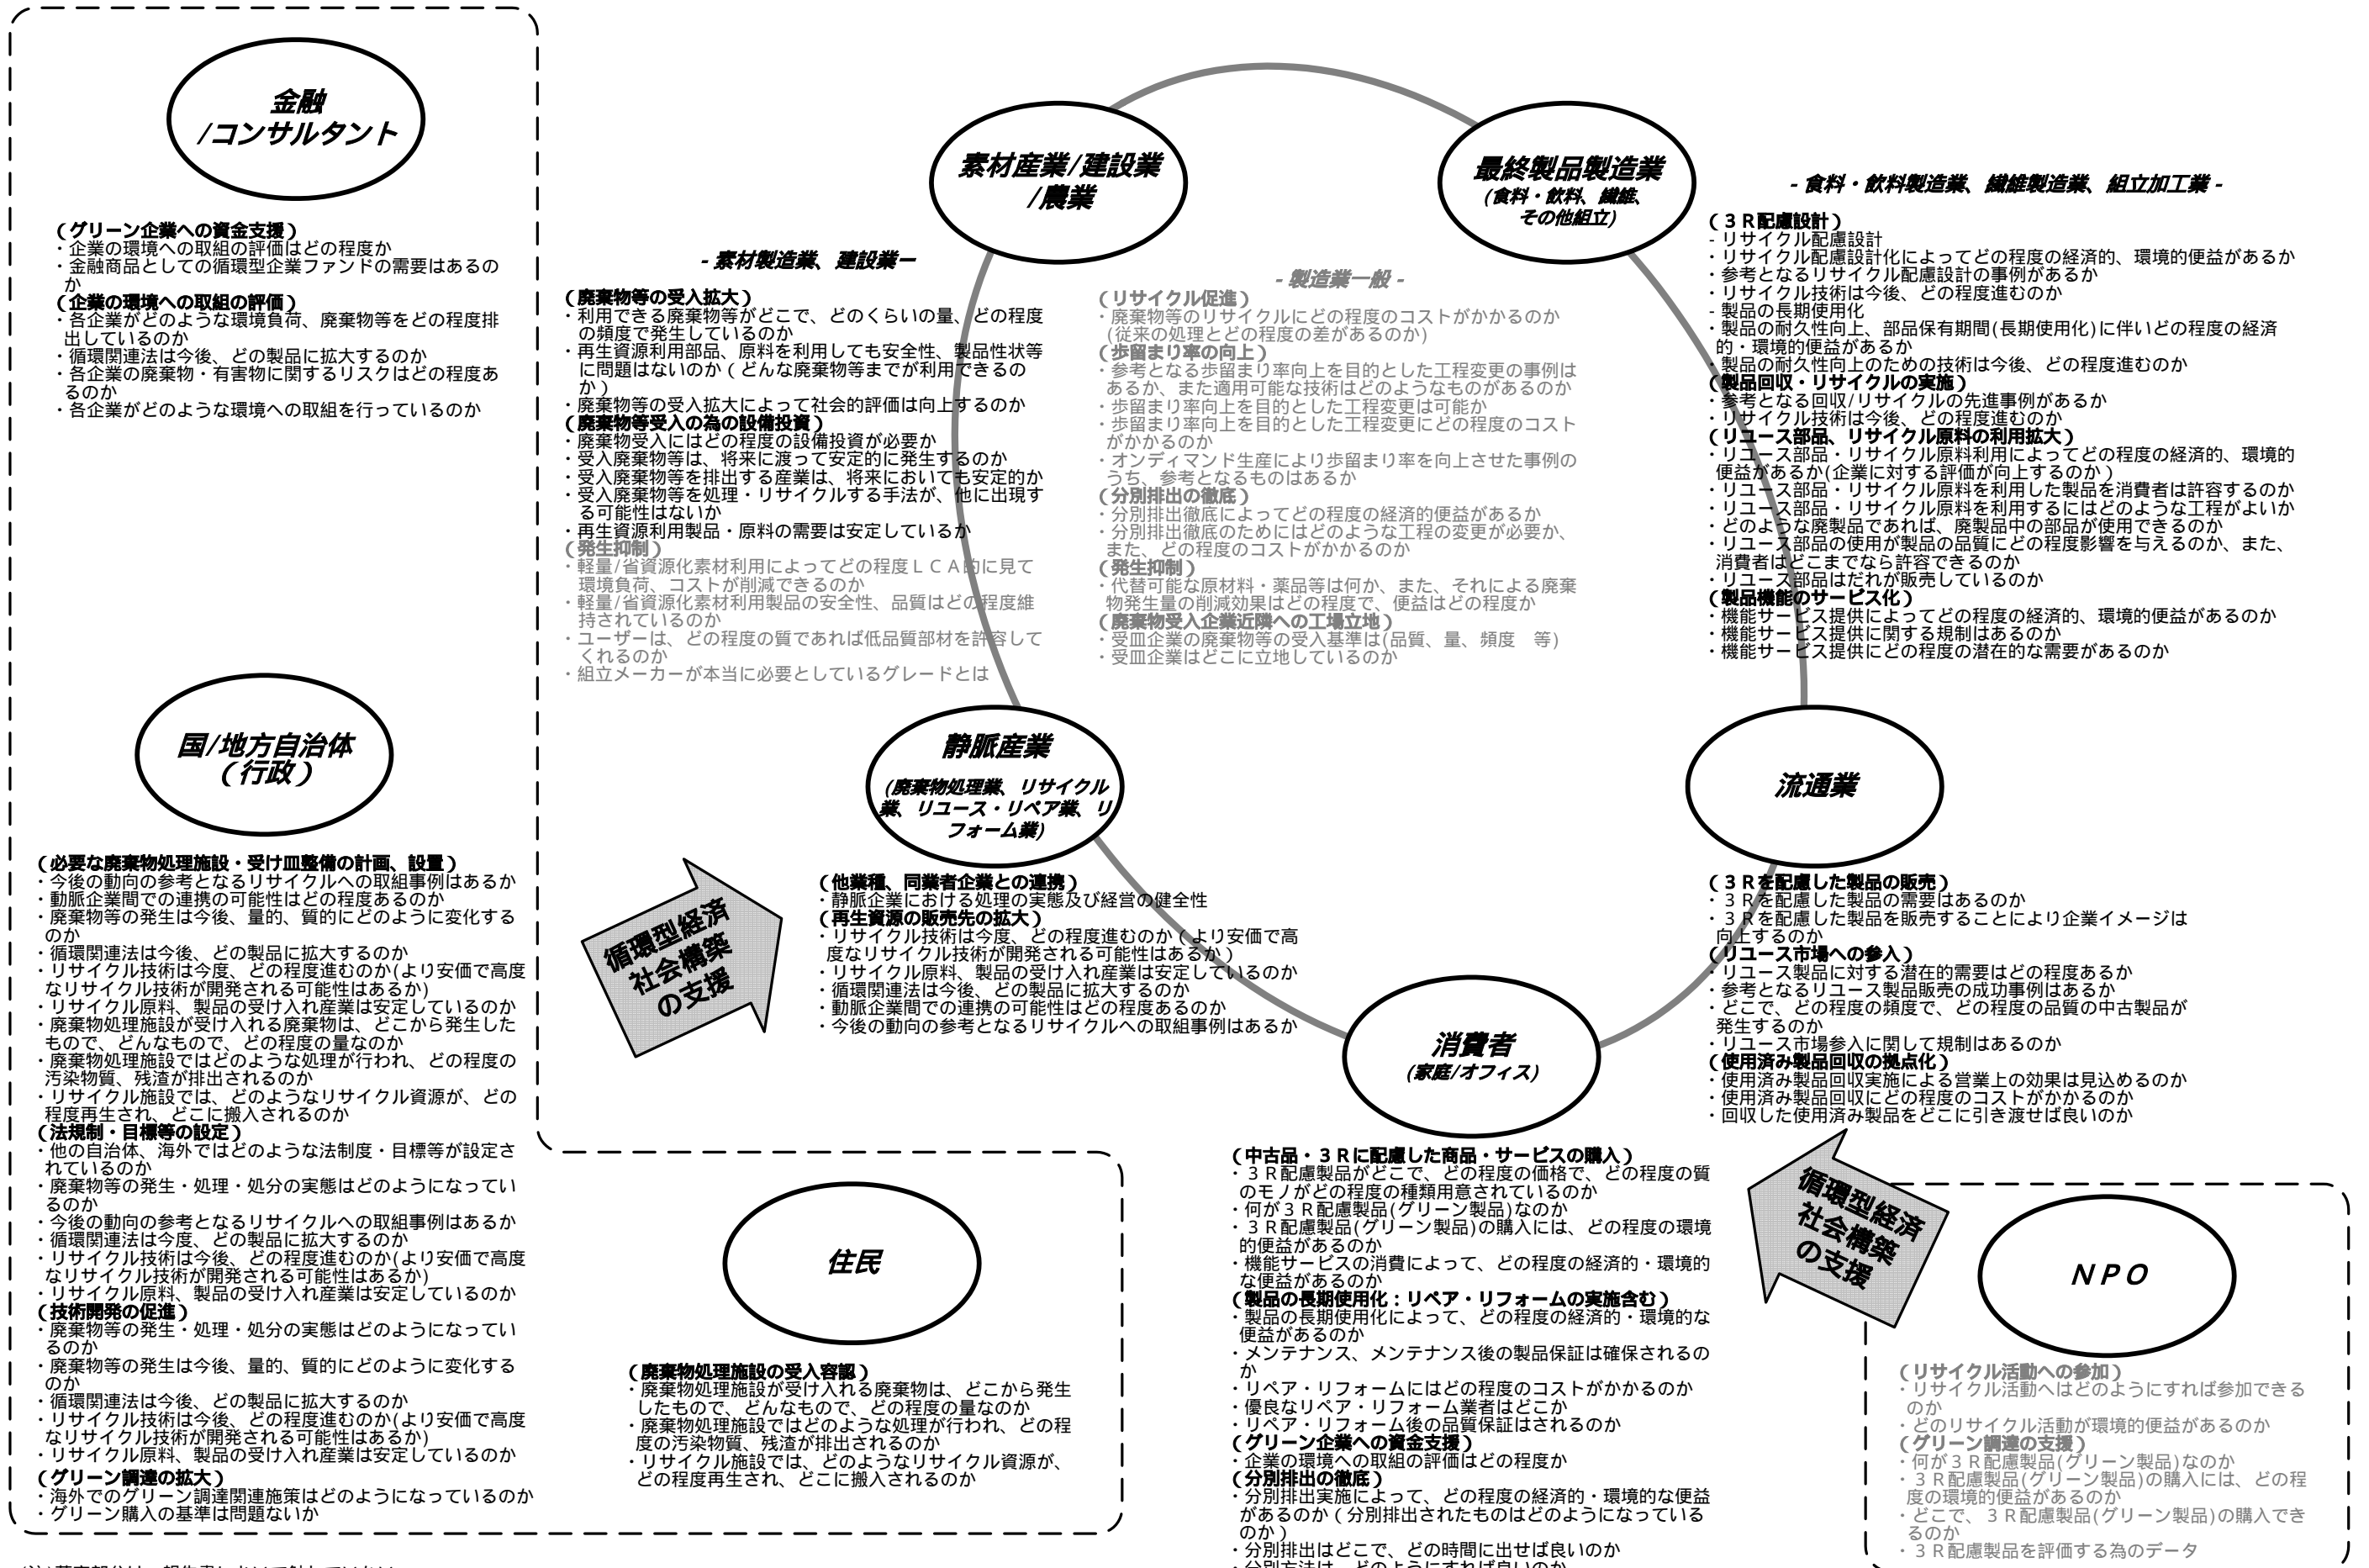 金融
/コンサルタント
（グリーン企業への資金支援）
・企業の環境への取組の評価はどの程度か
・金融商品としての循環型企業ファンドの需要はあるの
か
（企業の環境への取組の評価）
・各企業がどのような環境負荷、廃棄物等をどの程度排
出しているのか
・循環関連法は今後、どの製品に拡大するのか
・各企業の廃棄物・有害物に関するリスクはどの程度あ
るのか
・各企業がどのような環境への取組を行っているのか
国/地方自治体
（行政）
（必要な廃棄物処理施設・受け皿整備の計画、設置）
・今後の動向の参考となるリサイクルへの取組事例はあるか
・動脈企業間での連携の可能性はどの程度あるのか
・廃棄物等の発生は今後、量的、質的にどのように変化する
のか
・循環関連法は今後、どの製品に拡大するのか
・リサイクル技術は今度、どの程度進むのか(より安価で高度
なリサイクル技術が開発される可能性はあるか)
・リサイクル原料、製品の受け入れ産業は安定しているのか
・廃棄物処理施設が受け入れる廃棄物は、どこから発生した
もので、どんなもので、どの程度の量なのか
・廃棄物処理施設ではどのような処理が行われ、どの程度の
汚染物質、残渣が排出されるのか
・リサイクル施設では、どのようなリサイクル資源が、どの
程度再生され、どこに搬入されるのか
（法規制・目標等の設定）
・他の自治体、海外ではどのような法制度・目標等が設定さ
れているのか
・廃棄物等の発生・処理・処分の実態はどのようになってい
るのか
・今後の動向の参考となるリサイクルへの取組事例はあるか
・循環関連法は今度、どの製品に拡大するのか
・リサイクル技術は今後、どの程度進むのか(より安価で高度
なリサイクル技術が開発される可能性はあるか)
・リサイクル原料、製品の受け入れ産業は安定しているのか
（技術開発の促進）
・廃棄物等の発生・処理・処分の実態はどのようになってい
るのか
・廃棄物等の発生は今後、量的、質的にどのように変化する
のか
・循環関連法は今後、どの製品に拡大するのか
・リサイクル技術は今後、どの程度進むのか(より安価で高度
なリサイクル技術が開発される可能性はあるか)
・リサイクル原料、製品の受け入れ産業は安定しているのか
（グリーン調達の拡大）
・海外でのグリーン調達関連施策はどのようになっているのか
・グリーン購入の基準は問題ないか
素材産業/建設業
/農業
- 素材製造業、建設業ー
（廃棄物等の受入拡大）
・利用できる廃棄物等がどこで、どのくらいの量、どの程度
の頻度で発生しているのか
・再生資源利用部品、原料を利用しても安全性、製品性状等
に問題はないのか（どんな廃棄物等までが利用できるの
か）
・廃棄物等の受入拡大によって社会的評価は向上するのか
（廃棄物等受入の為の設備投資）
・廃棄物受入にはどの程度の設備投資が必要か
・受入廃棄物等は、将来に渡って安定的に発生するのか
・受入廃棄物等を排出する産業は、将来においても安定的か
・受入廃棄物等を処理・リサイクルする手法が、他に出現す
る可能性はないか
・再生資源利用製品・原料の需要は安定しているか
（発生抑制）
・軽量/省資源化素材利用によってどの程度ＬＣＡ的に見て
環境負荷、コストが削減できるのか
・軽量/省資源化素材利用製品の安全性、品質はどの程度維
持されているのか
・ユーザーは、どの程度の質であれば低品質部材を許容して
くれるのか
・組立メーカーが本当に必要としているグレードとは
- 製造業一般 -
（リサイクル促進）
・廃棄物等のリサイクルにどの程度のコストがかかるのか
(従来の処理とどの程度の差があるのか)
（歩留まり率の向上）
・参考となる歩留まり率向上を目的とした工程変更の事例は
あるか、また適用可能な技術はどのようなものがあるのか
・歩留まり率向上を目的とした工程変更は可能か
・歩留まり率向上を目的とした工程変更にどの程度のコスト
がかかるのか
・オンディマンド生産により歩留まり率を向上させた事例の
うち、参考となるものはあるか
（分別排出の徹底）
・分別排出徹底によってどの程度の経済的便益があるか
・分別排出徹底のためにはどのような工程の変更が必要か、
また、どの程度のコストがかかるのか
（発生抑制）
・代替可能な原材料・薬品等は何か、また、それによる廃棄
物発生量の削減効果はどの程度で、便益はどの程度か
（廃棄物受入企業近隣への工場立地）
・受皿企業の廃棄物等の受入基準は(品質、量、頻度　等)
・受皿企業はどこに立地しているのか
最終製品製造業
(食料・飲料、繊維、
その他組立)
- 食料・飲料製造業、繊維製造業、組立加工業 -
（３Ｒ配慮設計）
- リサイクル配慮設計
・リサイクル配慮設計化によってどの程度の経済的、環境的便益があるか
・参考となるリサイクル配慮設計の事例があるか
・リサイクル技術は今後、どの程度進むのか
- 製品の長期使用化
・製品の耐久性向上、部品保有期間(長期使用化)に伴いどの程度の経済
的・環境的便益があるか
・製品の耐久性向上のための技術は今後、どの程度進むのか
（製品回収・リサイクルの実施）
・参考となる回収/リサイクルの先進事例があるか
・リサイクル技術は今後、どの程度進むのか
（リユース部品、リサイクル原料の利用拡大）
・リユース部品・リサイクル原料利用によってどの程度の経済的、環境的
便益があるか(企業に対する評価が向上するのか）
・リユース部品・リサイクル原料を利用した製品を消費者は許容するのか
・リユース部品・リサイクル原料を利用するにはどのような工程がよいか
・どのような廃製品であれば、廃製品中の部品が使用できるのか
・リユース部品の使用が製品の品質にどの程度影響を与えるのか、また、
消費者はどこまでなら許容できるのか
・リユース部品はだれが販売しているのか
（製品機能のサービス化）
・機能サービス提供によってどの程度の経済的、環境的便益があるのか
・機能サービス提供に関する規制はあるのか
・機能サービス提供にどの程度の潜在的な需要があるのか
静脈産業
(廃棄物処理業、リサイクル
業、リユース・リペア業、リ
フォーム業)
循環型経済
社会構築
の支援
（他業種、同業者企業との連携）
・静脈企業における処理の実態及び経営の健全性
（再生資源の販売先の拡大）
・リサイクル技術は今度、どの程度進むのか（より安価で高
度なリサイクル技術が開発される可能性はあるか）
・リサイクル原料、製品の受け入れ産業は安定しているのか
・循環関連法は今後、どの製品に拡大するのか
・動脈企業間での連携の可能性はどの程度あるのか
・今後の動向の参考となるリサイクルへの取組事例はあるか
流通業
（３Ｒを配慮した製品の販売）
・３Ｒを配慮した製品の需要はあるのか
・３Ｒを配慮した製品を販売することにより企業イメージは
向上するのか
（リユース市場への参入）
・リユース製品に対する潜在的需要はどの程度あるか
・参考となるリユース製品販売の成功事例はあるか
・どこで、どの程度の頻度で、どの程度の品質の中古製品が
発生するのか
・リユース市場参入に関して規制はあるのか
（使用済み製品回収の拠点化）
・使用済み製品回収実施による営業上の効果は見込めるのか
・使用済み製品回収にどの程度のコストがかかるのか
・回収した使用済み製品をどこに引き渡せば良いのか
消費者
(家庭/オフィス)
（中古品・３Ｒに配慮した商品・サービスの購入）
・３Ｒ配慮製品がどこで、どの程度の価格で、どの程度の質
のモノがどの程度の種類用意されているのか
・何が３Ｒ配慮製品(グリーン製品)なのか
・３Ｒ配慮製品(グリーン製品)の購入には、どの程度の環境
的便益があるのか
・機能サービスの消費によって、どの程度の経済的・環境的
な便益があるのか
（製品の長期使用化：リペア・リフォームの実施含む）
・製品の長期使用化によって、どの程度の経済的・環境的な
便益があるのか
・メンテナンス、メンテナンス後の製品保証は確保されるの
か
・リペア・リフォームにはどの程度のコストがかかるのか
・優良なリペア・リフォーム業者はどこか
・リペア・リフォーム後の品質保証はされるのか
（グリーン企業への資金支援）
・企業の環境への取組の評価はどの程度か
（分別排出の徹底）
・分別排出実施によって、どの程度の経済的・環境的な便益
があるのか（分別排出されたものはどのようになっている
のか）
・分別排出はどこで、どの時間に出せば良いのか
住民
（廃棄物処理施設の受入容認）
・廃棄物処理施設が受け入れる廃棄物は、どこから発生
したもので、どんなもので、どの程度の量なのか
・廃棄物処理施設ではどのような処理が行われ、どの程
度の汚染物質、残渣が排出されるのか
・リサイクル施設では、どのようなリサイクル資源が、
どの程度再生され、どこに搬入されるのか
循環型経済
社会構築
の支援
ＮＰＯ
（リサイクル活動への参加）
・リサイクル活動へはどのようにすれば参加できる
のか
・どのリサイクル活動が環境的便益があるのか
（グリーン調達の支援）
・何が３Ｒ配慮製品(グリーン製品)なのか
・３Ｒ配慮製品(グリーン製品)の購入には、どの程
度の環境的便益があるのか
・どこで、３Ｒ配慮製品(グリーン製品)の購入でき
るのか
・３Ｒ配慮製品を評価する為のデータ